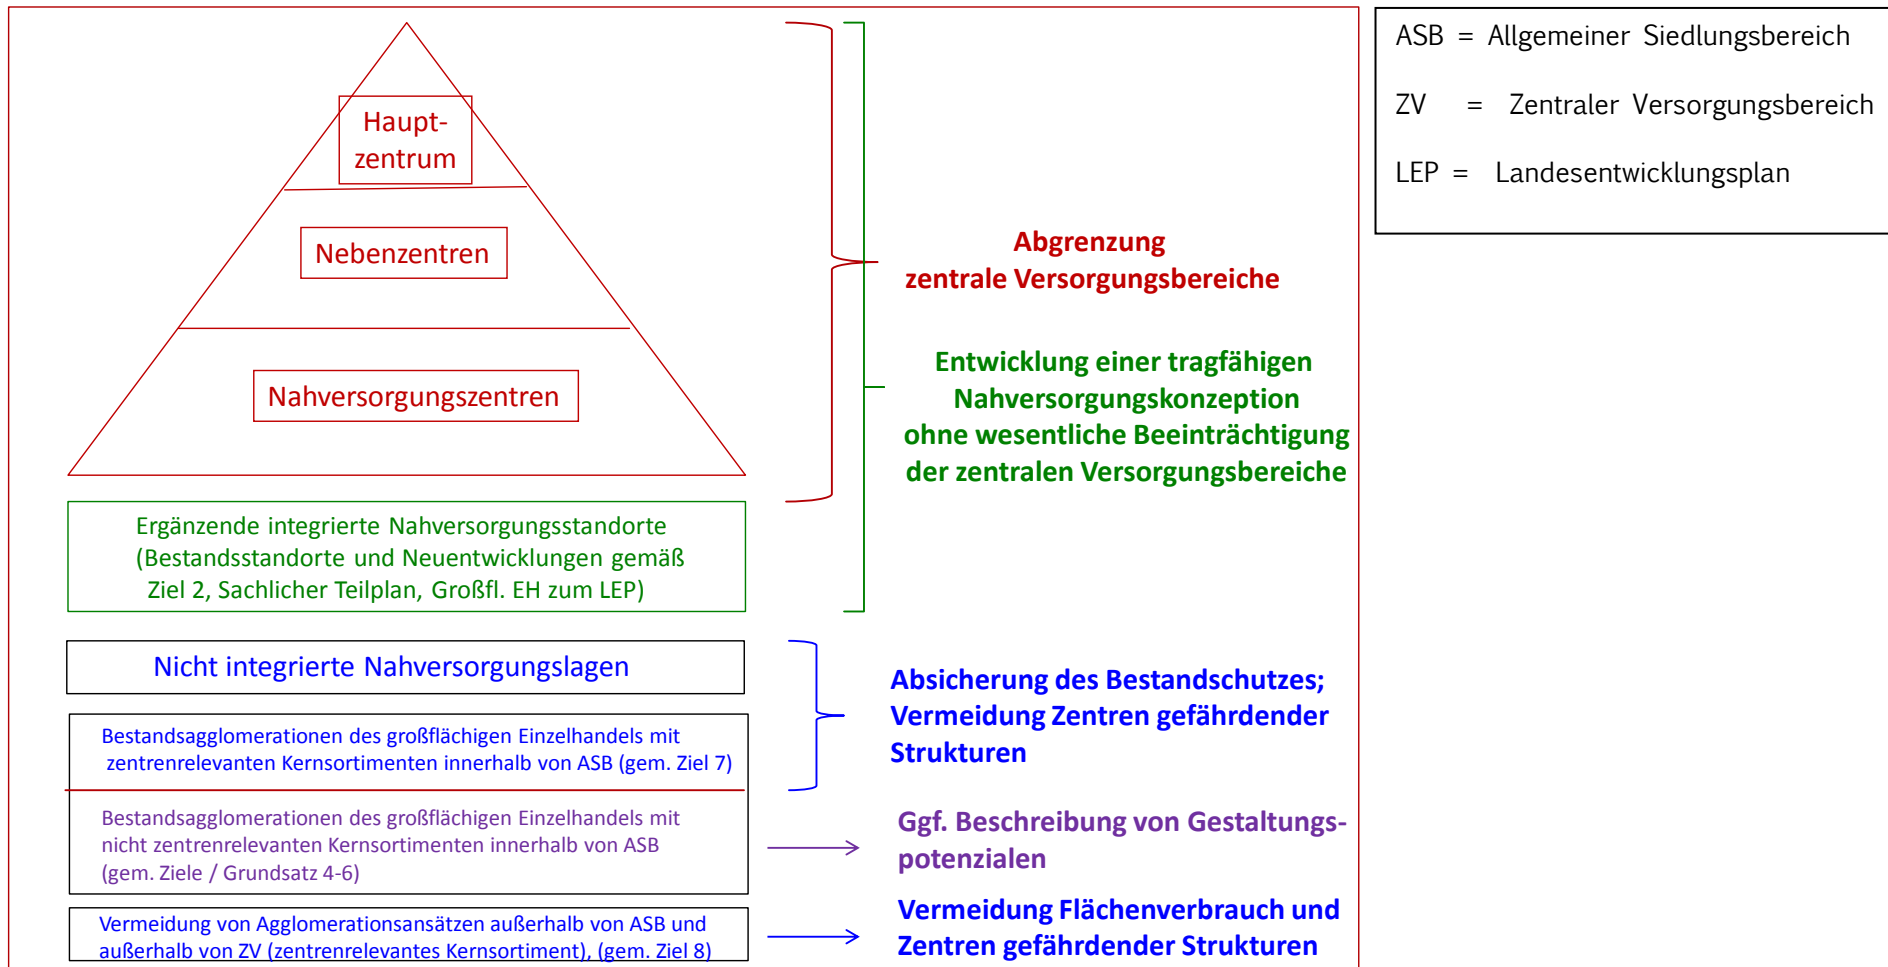 Haupt-
zentrum
Nebenzentren
Nahversorgungszentren
Ergänzende integrierte Nahversorgungsstandorte
(Bestandsstandorte und Neuentwicklungen gemäß
Ziel 2, Sachlicher Teilplan, Großfl. EH zum LEP)
Nicht integrierte Nahversorgungslagen
Bestandsagglomerationen des großflächigen Einzelhandels mit
zentrenrelevanten Kernsortimenten innerhalb von ASB (gem. Ziel 7)
Bestandsagglomerationen des großflächigen Einzelhandels mit
nicht zentrenrelevanten Kernsortimenten innerhalb von ASB
(gem. Ziele / Grundsatz 4-6)
Vermeidung von Agglomerationsansätzen außerhalb von ASB und
außerhalb von ZV (zentrenrelevantes Kernsortiment), (gem. Ziel 8)
Abgrenzung
zentrale Versorgungsbereiche
Entwicklung einer tragfähigen
Nahversorgungskonzeption
ohne wesentliche Beeinträchtigung
der zentralen Versorgungsbereiche
Absicherung des Bestandschutzes;
Vermeidung Zentren gefährdender
Strukturen
Ggf. Beschreibung von Gestaltungs-
potenzialen
Vermeidung Flächenverbrauch und
Zentren gefährdender Strukturen
ASB = Allgemeiner Siedlungsbereich
ZV = Zentraler Versorgungsbereich
LEP = Landesentwicklungsplan